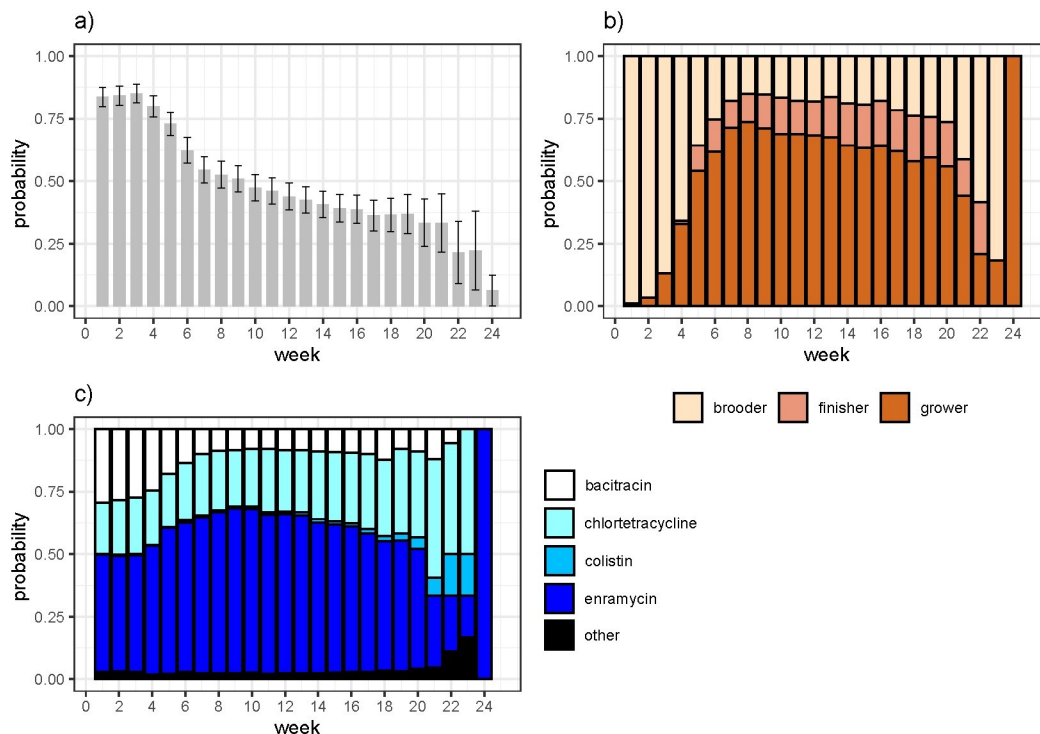 a)
1.00
0.75
0.50
0.25
0.00
probability
0 2 4 6 8 10 12 14 16 18 20 22 24
week
b)
1.00
0.75
0.50
0.25
0.00
probability
0 2 4 6 8 10 12 14 16 18 20 22 24
week
brooder finisher grower
c)
1.00
0.75
0.50
0.25
0.00
probability
0 2 4 6 8 10 12 14 16 18 20 22 24
week
bacitracin
chlortetracycline
colistin
enramycin
other